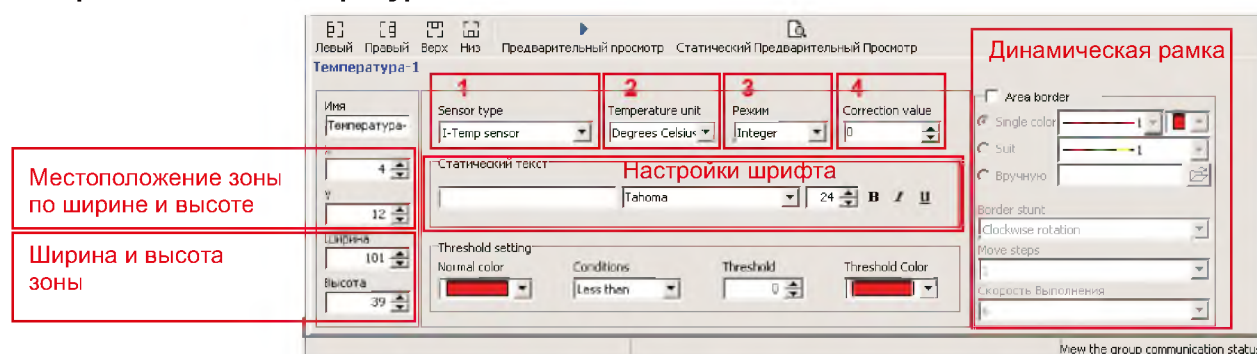 Левый Правый Верх Низ Предварительный просмотр Статический Предварительный Просмотр
Температура-1
Динамическая рамка
1 2 3 4
Имя
Температура-
Sensor type Temperature unit Режим Correction value
I-Temp sensor Degrees Celsius Integer 0
Area border
Single color 1
Suit 1
Вручную
Местоположение зоны
по ширине и высоте
4
Y
12
Статический текст
Настройки шрифта
Tahoma 24 B I U
Border stunt
Clockwise rotation
Move steps
Скорость Выполнения
6
Ширина и высота
зоны
Ширина
101
Высота
39
Threshold setting
Normal color Conditions Threshold Threshold Color
Less than 0
View the group communication status